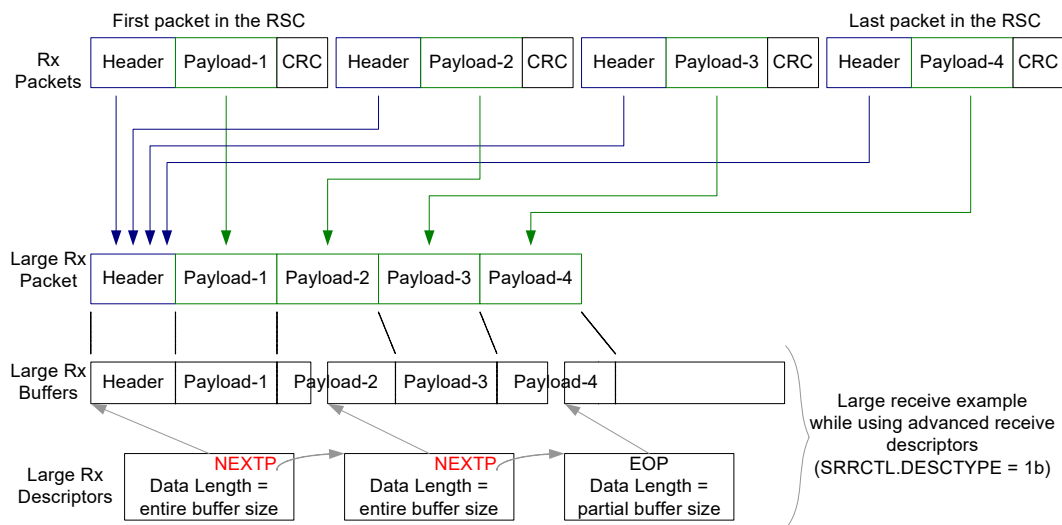 First packet in the RSC
Last packet in the RSC
Rx
Packets
Header Payload-1 CRC Header Payload-2 CRC Header Payload-3 CRC Header Payload-4 CRC
Large Rx
Packet
Header Payload-1 Payload-2 Payload-3 Payload-4
Large Rx
Buffers
Header Payload-1 Payload-2 Payload-3 Payload-4
Large receive example
while using advanced receive
descriptors
(SRRCTL.DESCTYPE = 1b)
Large Rx
Descriptors
NEXTP
Data Length =
entire buffer size
NEXTP
Data Length =
entire buffer size
EOP
Data Length =
partial buffer size